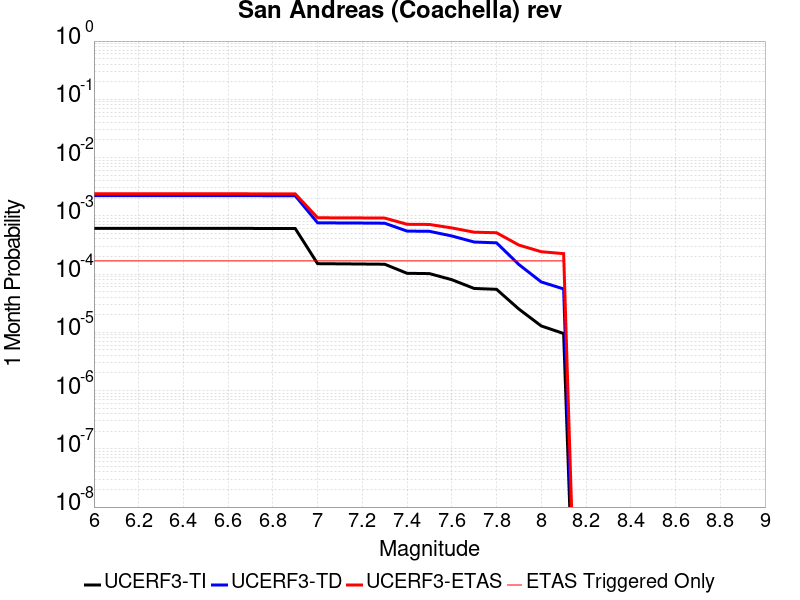 San Andreas (Coachella) rev
10^0
10^-1
10^-2
10^-3
10^-4
10^-5
10^-6
10^-7
10^-8
1 Month Probability
6 6.2 6.4 6.6 6.8 7 7.2 7.4 7.6 7.8 8 8.2 8.4 8.6 8.8 9
Magnitude
UCERF3-TI UCERF3-TD UCERF3-ETAS ETAS Triggered Only